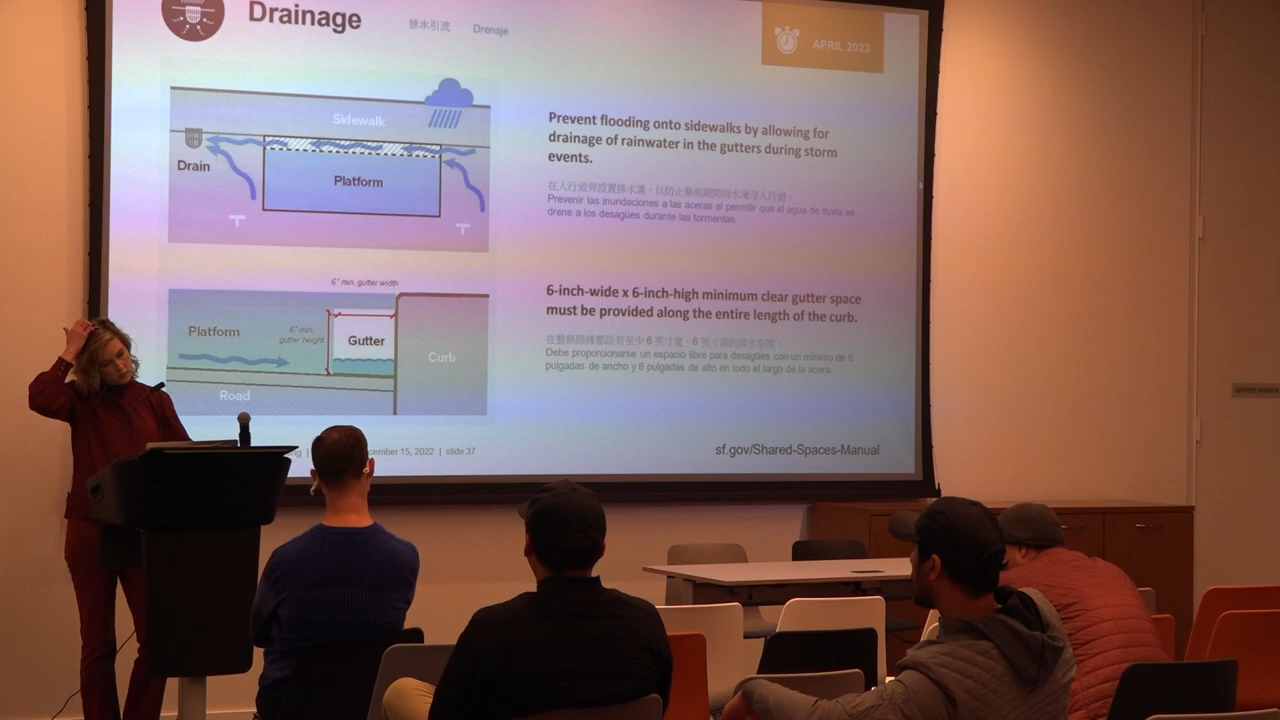 Drainage
排水引流
Drenaje
APRIL 2023
Sidewalk
Drain
Platform
Prevent flooding onto sidewalks by allowing for
drainage of rainwater in the gutters during storm
events.
Prevenir las inundaciones a las aceras al permitir que el agua de lluvia se
drene a los desagües durante las tormentas.
6" min. gutter width
Platform
6" min.
gutter height
Gutter
Curb
Road
6-inch-wide x 6-inch-high minimum clear gutter space
must be provided along the entire length of the curb.
Debe proporcionarse un espacio libre para desagües con un mínimo de 6
pulgadas de ancho y 6 pulgadas de alto en todo el largo de la acera
cember 15, 2022 | slide 37
sf.gov/Shared-Spaces-Manual